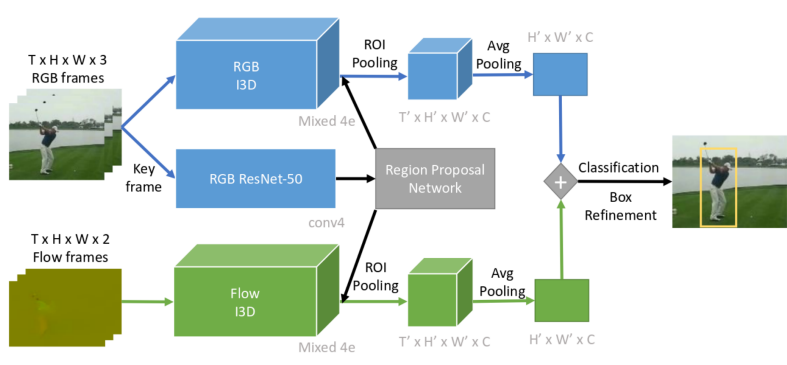 T x H x W x 3
RGB frames
Key
frame
RGB
I3D
Mixed 4e
ROI
Pooling
T’ x H’ x W’ x C
Avg
Pooling
H’ x W’ x C
RGB ResNet-50
conv4
Region Proposal
Network
+
Classification
Box
Refinement
T x H x W x 2
Flow frames
Flow
I3D
Mixed 4e
ROI
Pooling
T’ x H’ x W’ x C
Avg
Pooling
H’ x W’ x C